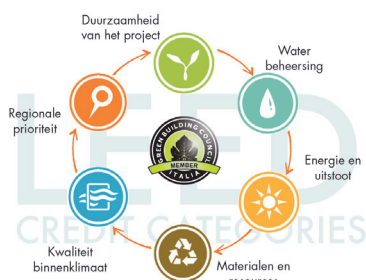 Duurzaamheid
van het project
Water
beheersing
Energie en
uitstoot
Materialen en
Kwaliteit
binnenklimaat
Regionale
prioriteit
GREEN BUILDING COUNCIL
MEMBER
ITALIA
LEED
CREDIT CATEGORIES